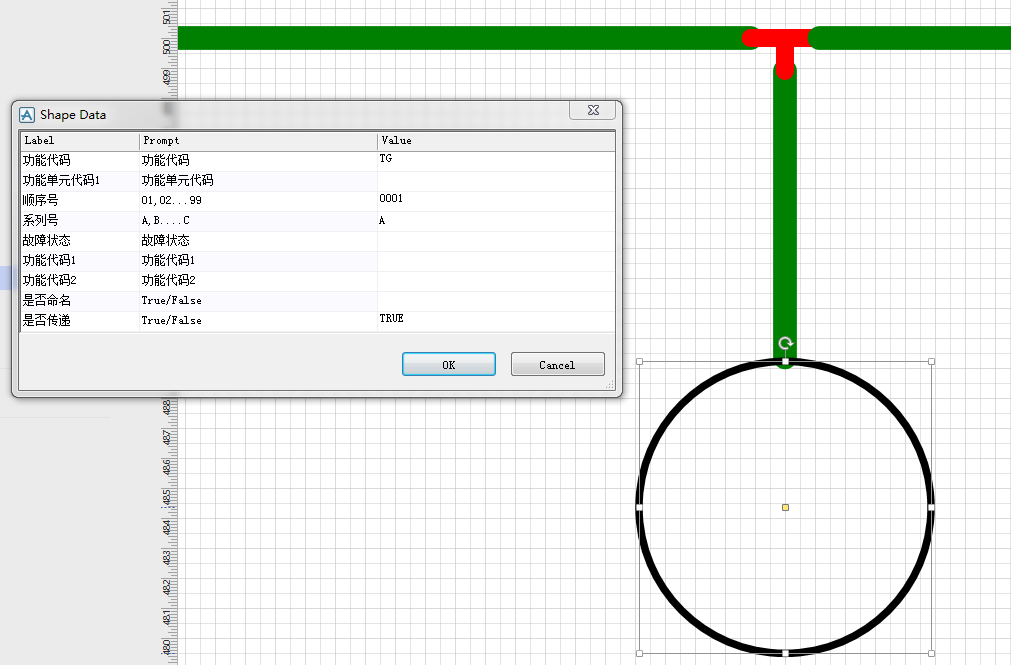 501
500
499
Shape Data
Label Prompt Value
功能代码 功能代码 TG
功能单元代码1 功能单元代码
顺序号 01,02...99 0001
系列号 A,B....C A
故障状态 故障状态
功能代码1 功能代码1
功能代码2 功能代码2
是否命名 True/False
是否传递 True/False TRUE
OK Cancel
488
487
486
485
484
483
482
481
480